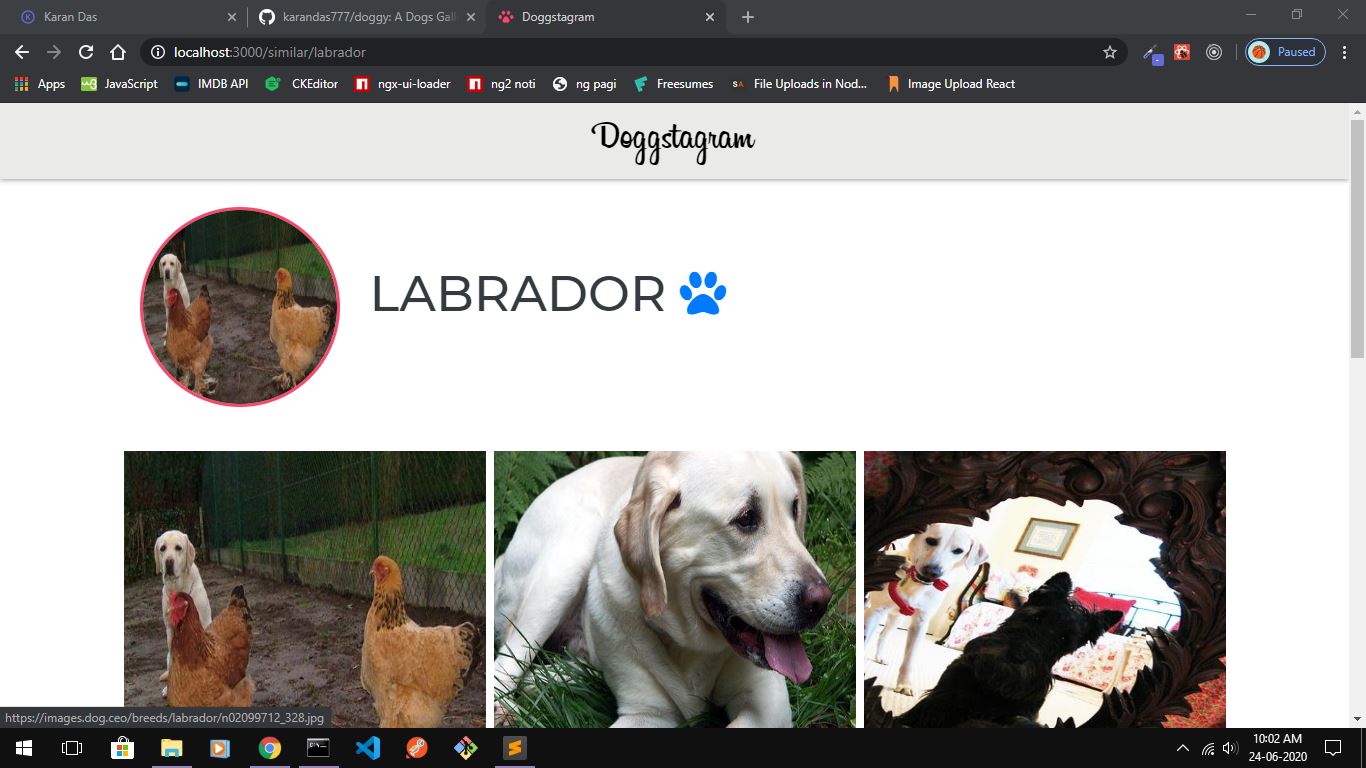 Karan Das
karandas777/doggy: A Dogs Gall
Doggstagram
localhost:3000/similar/labrador
Paused
Apps
JavaScript
IMDB API
CKEditor
ngx-ui-loader
ng2 noti
ng pagi
Freesumes
File Uploads in Nod...
Image Upload React
Doggstagram
LABRADOR
https://images.dog.ceo/breeds/labrador/n02099712_328.jpg
10:02 AM
24-06-2020